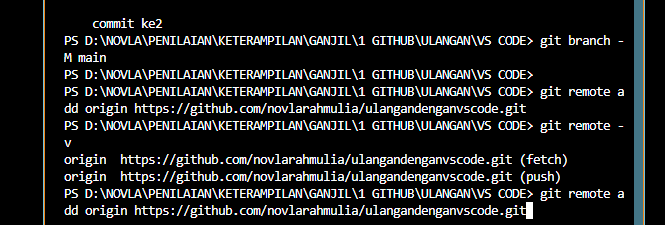 commit ke2
PS D:\NOVLA\PENILAIAN\KETERAMPILAN\GANJIL\1 GITHUB\ULANGAN\VS CODE> git branch -
M main
PS D:\NOVLA\PENILAIAN\KETERAMPILAN\GANJIL\1 GITHUB\ULANGAN\VS CODE>
PS D:\NOVLA\PENILAIAN\KETERAMPILAN\GANJIL\1 GITHUB\ULANGAN\VS CODE> git remote a
dd origin https://github.com/novlarahmulia/ulangandenganvscode.git
PS D:\NOVLA\PENILAIAN\KETERAMPILAN\GANJIL\1 GITHUB\ULANGAN\VS CODE> git remote -
v
origin  https://github.com/novlarahmulia/ulangandenganvscode.git (fetch)
origin  https://github.com/novlarahmulia/ulangandenganvscode.git (push)
PS D:\NOVLA\PENILAIAN\KETERAMPILAN\GANJIL\1 GITHUB\ULANGAN\VS CODE> git remote a
dd origin https://github.com/novlarahmulia/ulangandenganvscode.git